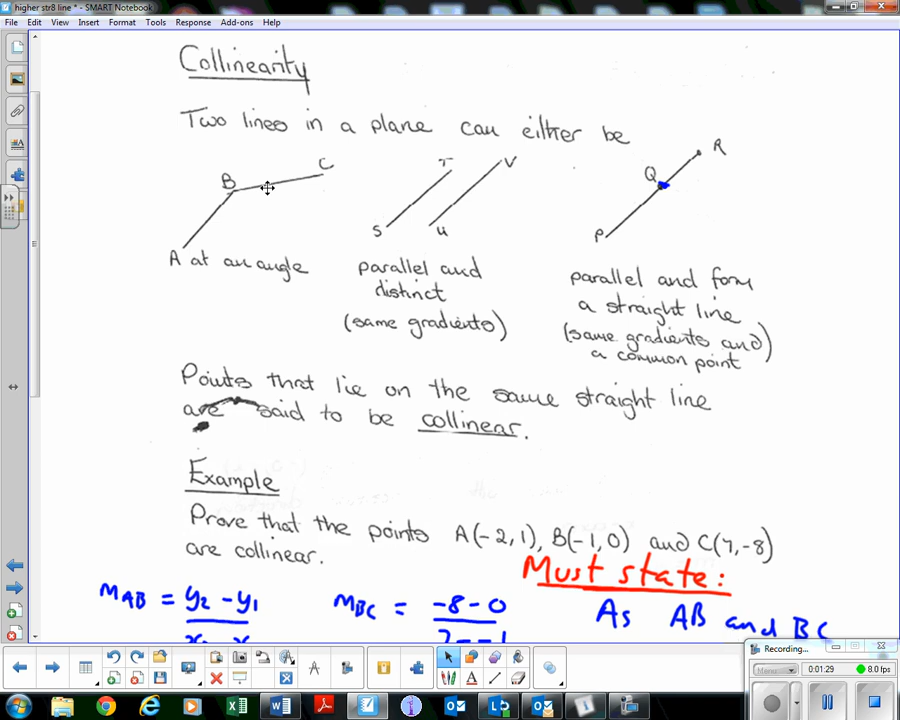 higher str8 line * - SMART Notebook
File Edit View Insert Format Tools Response Add-ons Help
Collinearity
Two lines in a plane can either be
B C T V Q R
A S U P
at an angle
parallel and
distinct
(same gradients)
parallel and form
a straight line
(same gradients and
a common point)
Points that lie on the same straight line
are said to be collinear.
Example
Prove that the points A(-2, 1), B(-1, 0) and C(7, -8)
are collinear.
Must state:
mAB = y2 - y1
mBC = -8 - 0
7 - -1
As AB and BC
Recording...
Menu
0:01:29
8.0 fps